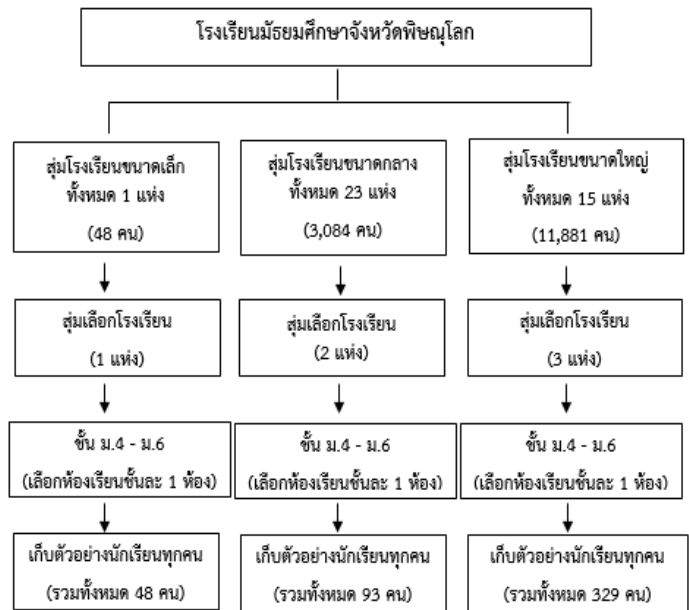 โรงเรียนมัธยมศึกษาจังหวัดพิษณุโลก
สุ่มโรงเรียนขนาดเล็ก
ทั้งหมด 1 แห่ง
(48 คน)
สุ่มโรงเรียนขนาดกลาง
ทั้งหมด 23 แห่ง
(3,084 คน)
สุ่มโรงเรียนขนาดใหญ่
ทั้งหมด 15 แห่ง
(11,881 คน)
สุ่มเลือกโรงเรียน
(1 แห่ง)
สุ่มเลือกโรงเรียน
(2 แห่ง)
สุ่มเลือกโรงเรียน
(3 แห่ง)
ชั้น ม.4 - ม.6
(เลือกห้องเรียนชั้นละ 1 ห้อง)
ชั้น ม.4 - ม.6
(เลือกห้องเรียนชั้นละ 1 ห้อง)
ชั้น ม.4 - ม.6
(เลือกห้องเรียนชั้นละ 1 ห้อง)
เก็บตัวอย่างนักเรียนทุกคน
(รวมทั้งหมด 48 คน)
เก็บตัวอย่างนักเรียนทุกคน
(รวมทั้งหมด 93 คน)
เก็บตัวอย่างนักเรียนทุกคน
(รวมทั้งหมด 329 คน)